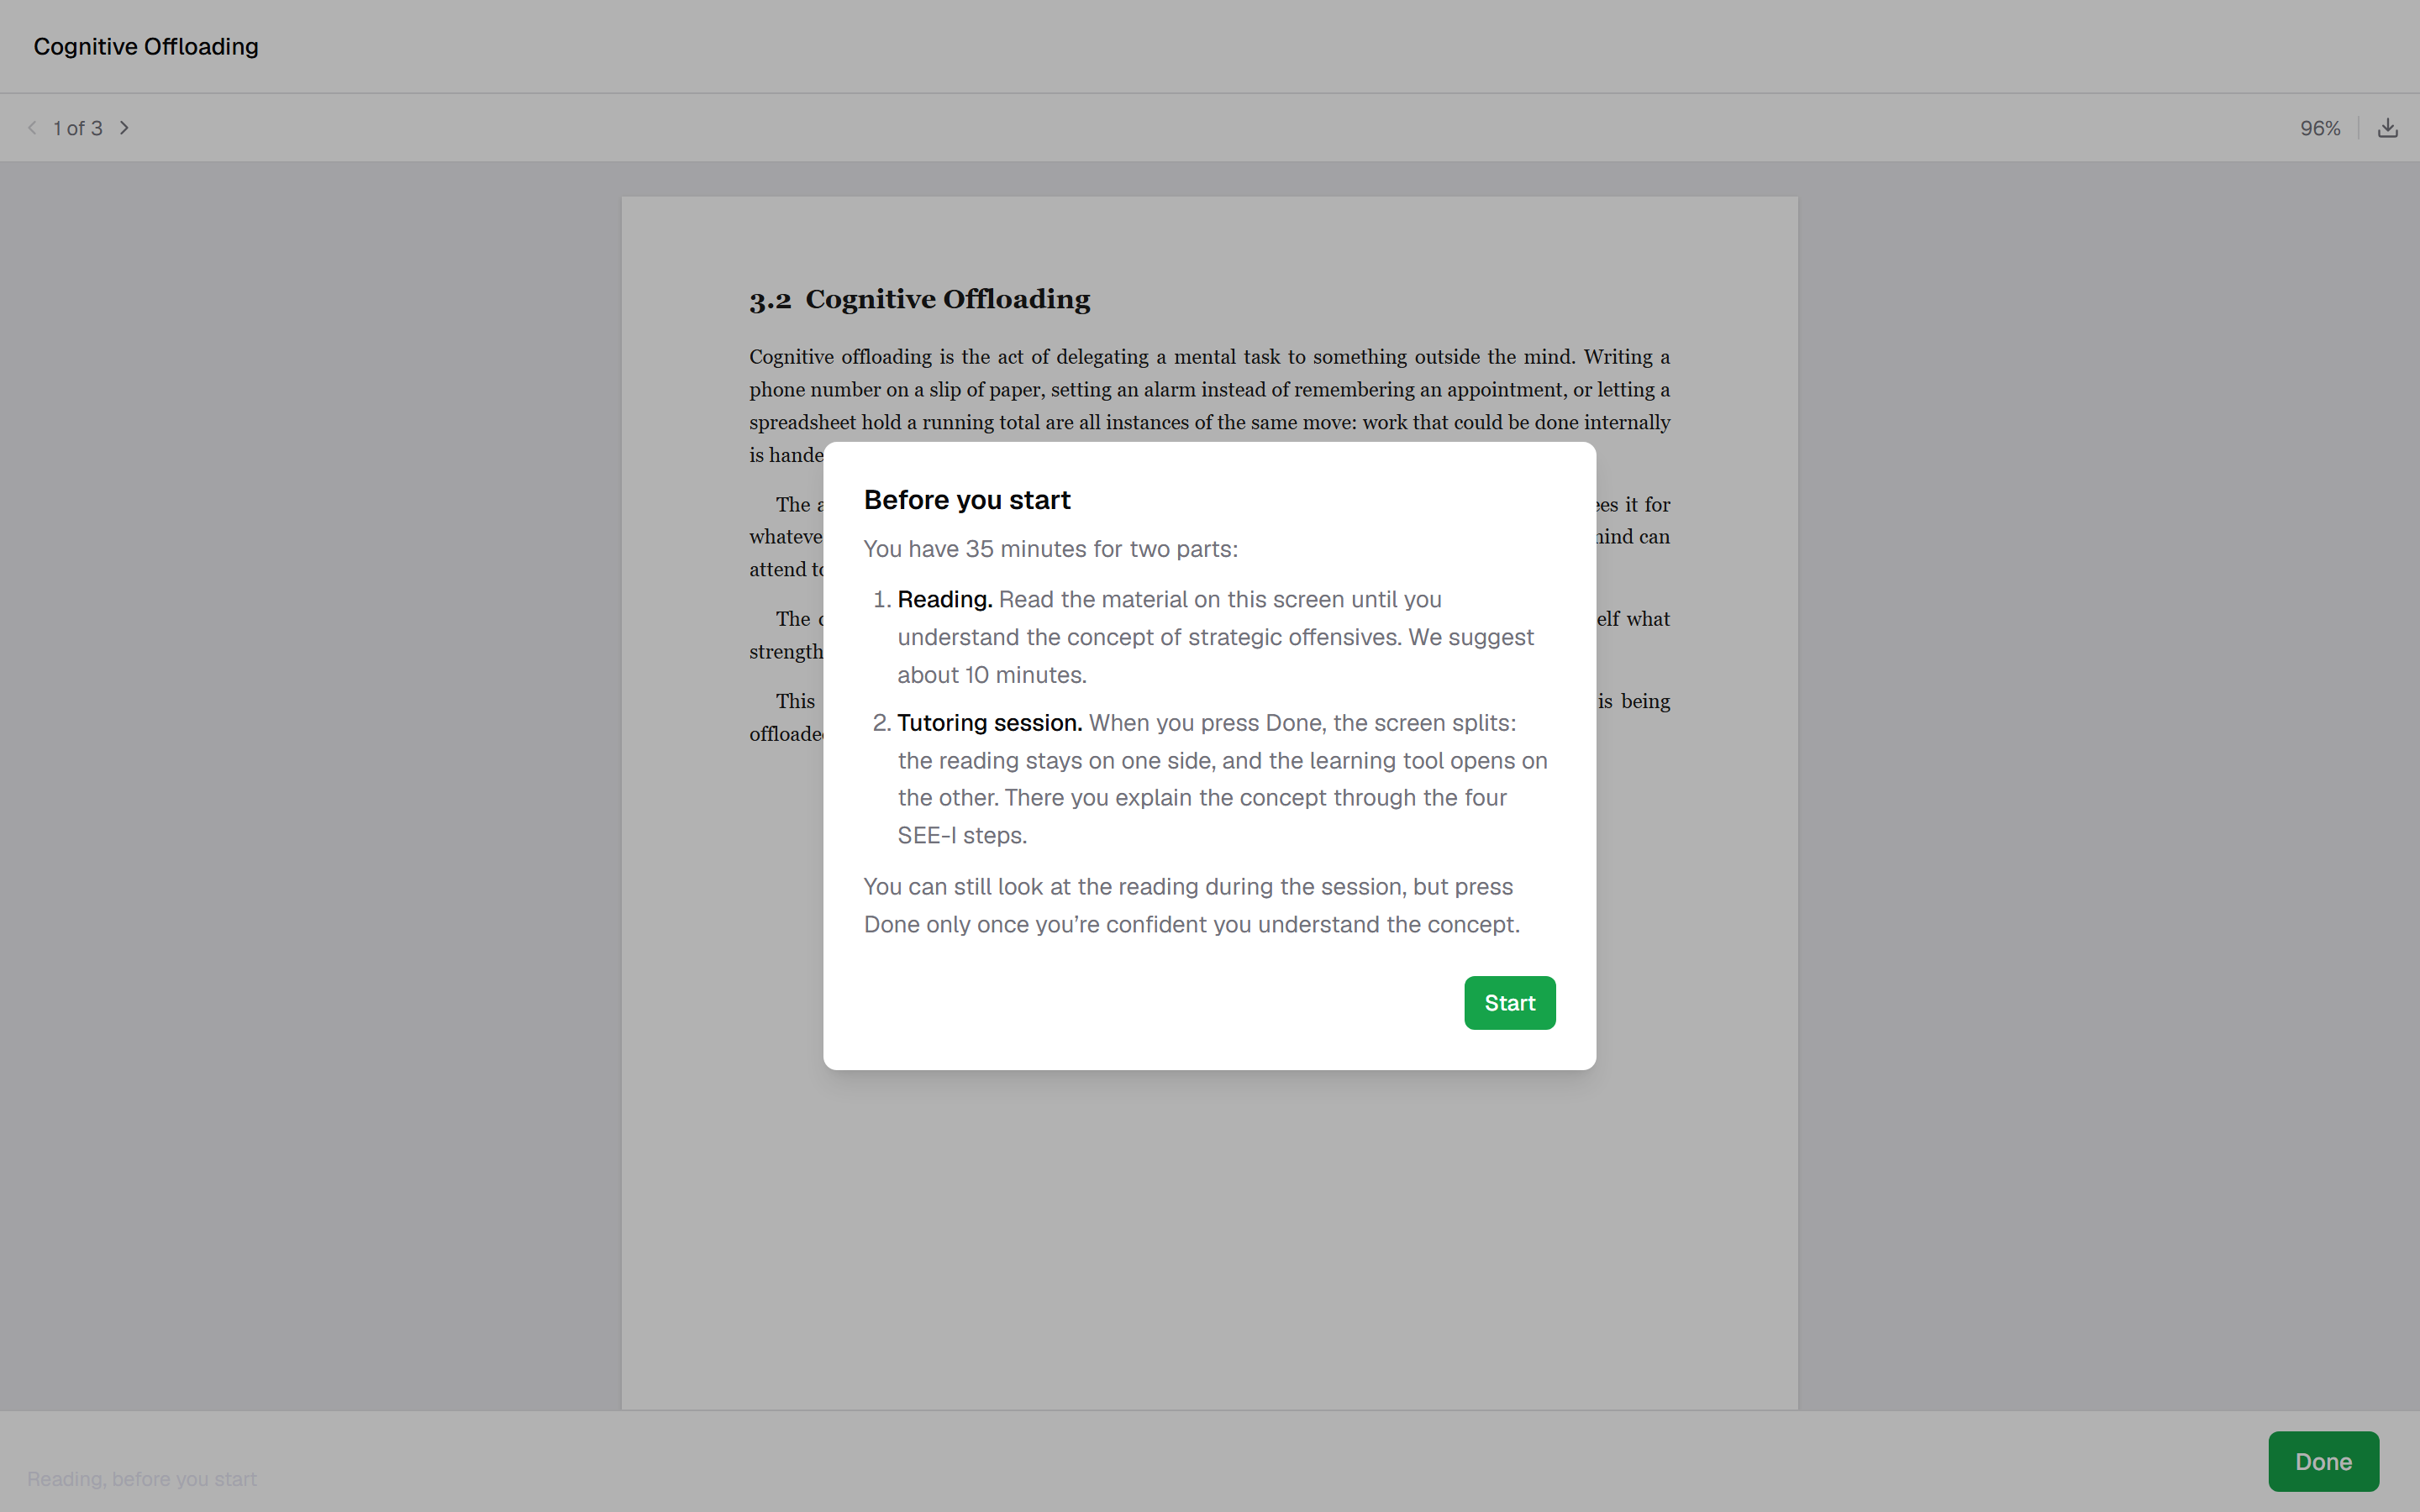 Cognitive Offloading
1 of 3
96%
3.2 Cognitive Offloading
Cognitive offloading is the act of delegating a mental task to something outside the mind. Writing a
phone number on a slip of paper, setting an alarm instead of remembering an appointment, or letting a
spreadsheet hold a running total are all instances of the same move: work that could be done internally
is hande
The a
es it for
whateve
ind can
attend to
The
elf what
strength
This
is being
offloade
Before you start
You have 35 minutes for two parts:
1. Reading. Read the material on this screen until you
understand the concept of strategic offensives. We suggest
about 10 minutes.
2. Tutoring session. When you press Done, the screen splits:
the reading stays on one side, and the learning tool opens on
the other. There you explain the concept through the four
SEE-I steps.
You can still look at the reading during the session, but press
Done only once you’re confident you understand the concept.
Start
Reading, before you start
Done